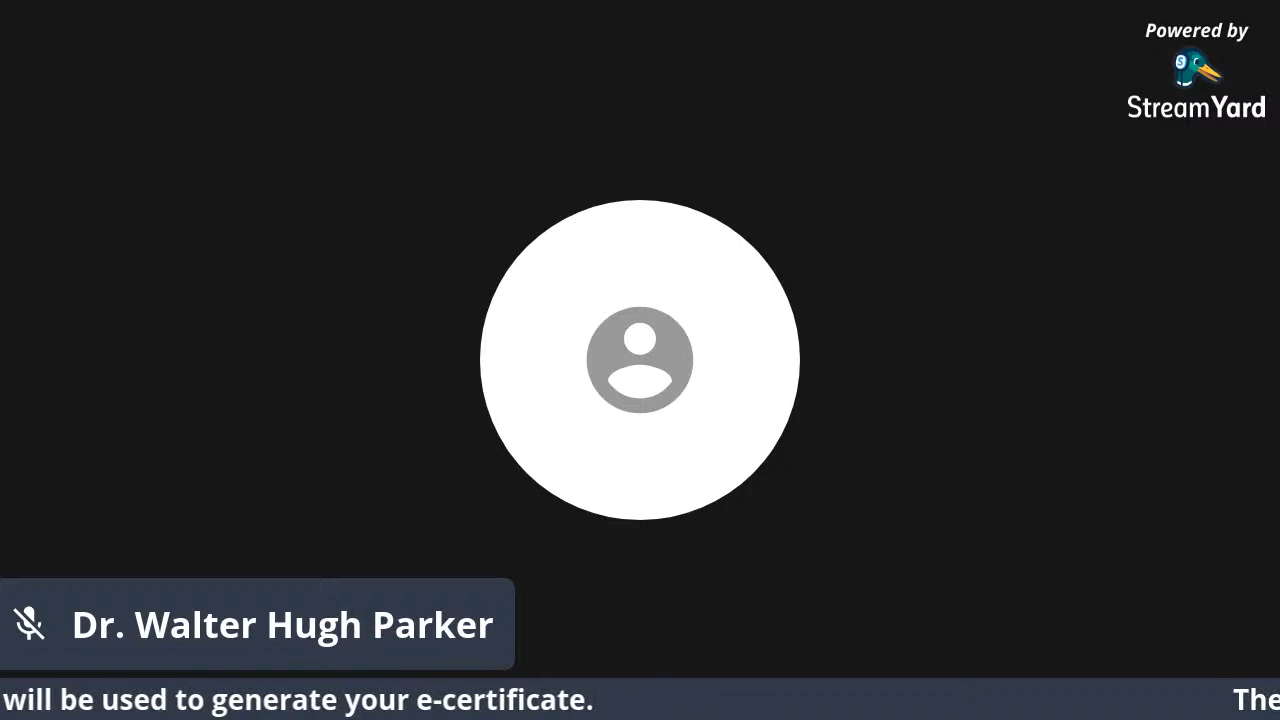 Powered by
S
StreamYard
Dr. Walter Hugh Parker
will be used to generate your e-certificate. The